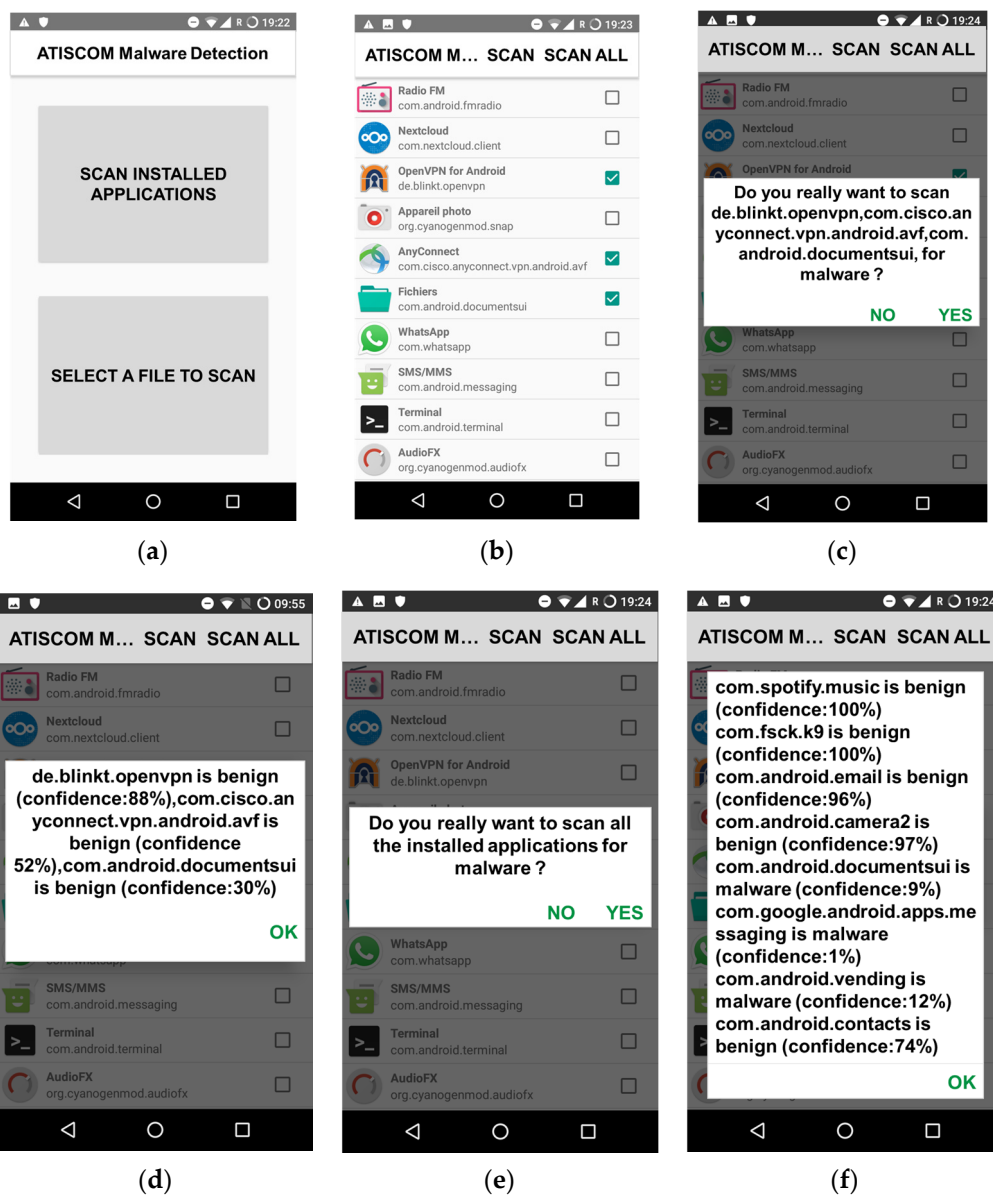 R 19:22
ATISCOM Malware Detection
SCAN INSTALLED
APPLICATIONS
SELECT A FILE TO SCAN
(a)
R 19:23
ATISCOM M... SCAN SCAN ALL
Radio FM
com.android.fmradio
Nextcloud
com.nextcloud.client
OpenVPN for Android
de.blinkt.openvpn
Appareil photo
org.cyanogenmod.snap
AnyConnect
com.cisco.anyconnect.vpn.android.avf
Fichiers
com.android.documentsui
WhatsApp
com.whatsapp
SMS/MMS
com.android.messaging
Terminal
com.android.terminal
AudioFX
org.cyanogenmod.audiofx
(b)
R 19:24
ATISCOM M... SCAN SCAN ALL
Radio FM
com.android.fmradio
Nextcloud
com.nextcloud.client
OpenVPN for Android
Do you really want to scan
de.blinkt.openvpn,com.cisco.an
yconnect.vpn.android.avf,com.
android.documentsui, for
malware ?
NO YES
WhatsApp
com.whatsapp
SMS/MMS
com.android.messaging
Terminal
com.android.terminal
AudioFX
org.cyanogenmod.audiofx
(c)
09:55
ATISCOM M... SCAN SCAN ALL
Radio FM
com.android.fmradio
Nextcloud
com.nextcloud.client
de.blinkt.openvpn is benign
(confidence:88%),com.cisco.an
yconnect.vpn.android.avf is
benign (confidence
52%),com.android.documentsui
is benign (confidence:30%)
OK
com.whatsapp
SMS/MMS
com.android.messaging
Terminal
com.android.terminal
AudioFX
org.cyanogenmod.audiofx
(d)
R 19:24
ATISCOM M... SCAN SCAN ALL
Radio FM
com.android.fmradio
Nextcloud
com.nextcloud.client
OpenVPN for Android
de.blinkt.openvpn
Do you really want to scan all
the installed applications for
malware ?
NO YES
WhatsApp
com.whatsapp
SMS/MMS
com.android.messaging
Terminal
com.android.terminal
AudioFX
org.cyanogenmod.audiofx
(e)
R 19:24
ATISCOM M... SCAN SCAN ALL
com.spotify.music is benign
(confidence:100%)
com.fsck.k9 is benign
(confidence:100%)
com.android.email is benign
(confidence:96%)
com.android.camera2 is
benign (confidence:97%)
com.android.documentsui is
malware (confidence:9%)
com.google.android.apps.me
ssaging is malware
(confidence:1%)
com.android.vending is
malware (confidence:12%)
com.android.contacts is
benign (confidence:74%)
OK
(f)